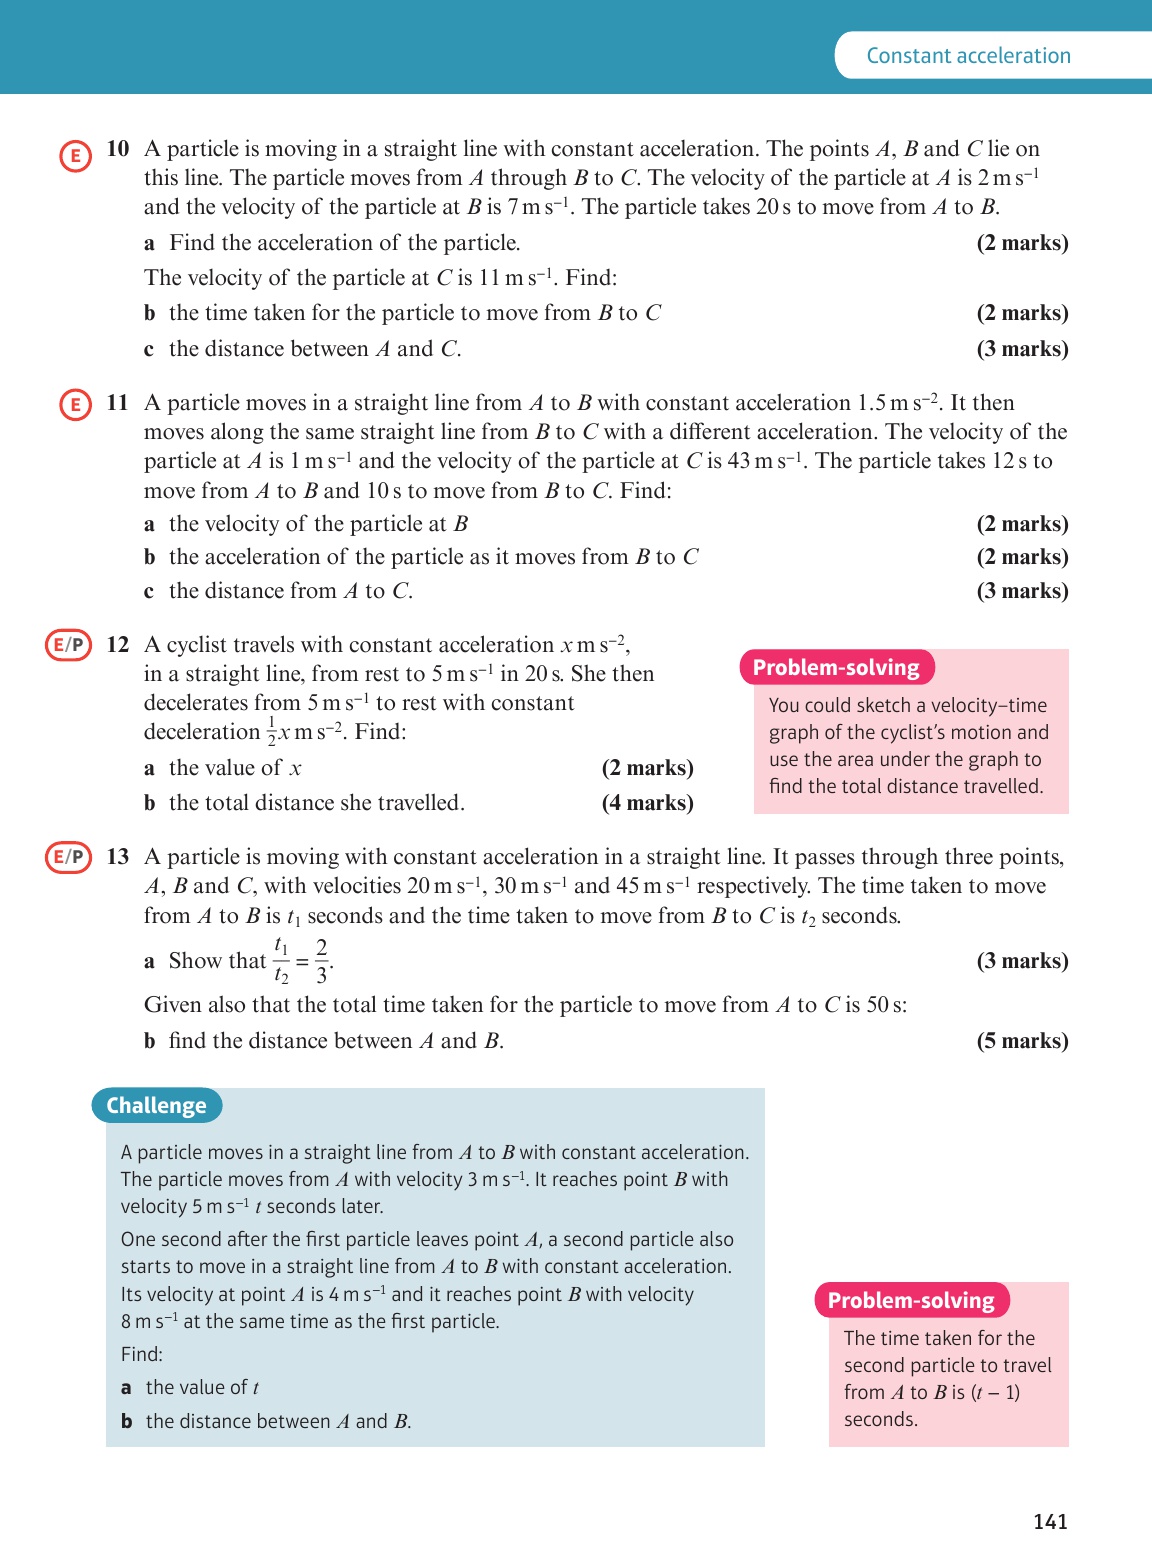 Constant acceleration
E 10 A particle is moving in a straight line with constant acceleration. The points A, B and C lie on
this line. The particle moves from A through B to C. The velocity of the particle at A is 2 m s⁻¹
and the velocity of the particle at B is 7 m s⁻¹. The particle takes 20 s to move from A to B.
a Find the acceleration of the particle. (2 marks)
The velocity of the particle at C is 11 m s⁻¹. Find:
b the time taken for the particle to move from B to C (2 marks)
c the distance between A and C. (3 marks)
E 11 A particle moves in a straight line from A to B with constant acceleration 1.5 m s⁻². It then
moves along the same straight line from B to C with a different acceleration. The velocity of the
particle at A is 1 m s⁻¹ and the velocity of the particle at C is 43 m s⁻¹. The particle takes 12 s to
move from A to B and 10 s to move from B to C. Find:
a the velocity of the particle at B (2 marks)
b the acceleration of the particle as it moves from B to C (2 marks)
c the distance from A to C. (3 marks)
E/P 12 A cyclist travels with constant acceleration x m s⁻²,
in a straight line, from rest to 5 m s⁻¹ in 20 s. She then
decelerates from 5 m s⁻¹ to rest with constant
deceleration ½x m s⁻². Find:
a the value of x (2 marks)
b the total distance she travelled. (4 marks)
Problem-solving
You could sketch a velocity–time
graph of the cyclist's motion and
use the area under the graph to
find the total distance travelled.
E/P 13 A particle is moving with constant acceleration in a straight line. It passes through three points,
A, B and C, with velocities 20 m s⁻¹, 30 m s⁻¹ and 45 m s⁻¹ respectively. The time taken to move
from A to B is t₁ seconds and the time taken to move from B to C is t₂ seconds.
a Show that t₁/t₂ = 2/3. (3 marks)
Given also that the total time taken for the particle to move from A to C is 50 s:
b find the distance between A and B. (5 marks)
Challenge
A particle moves in a straight line from A to B with constant acceleration.
The particle moves from A with velocity 3 m s⁻¹. It reaches point B with
velocity 5 m s⁻¹ t seconds later.
One second after the first particle leaves point A, a second particle also
starts to move in a straight line from A to B with constant acceleration.
Its velocity at point A is 4 m s⁻¹ and it reaches point B with velocity
8 m s⁻¹ at the same time as the first particle.
Find:
a the value of t
b the distance between A and B.
Problem-solving
The time taken for the
second particle to travel
from A to B is (t – 1)
seconds.
141